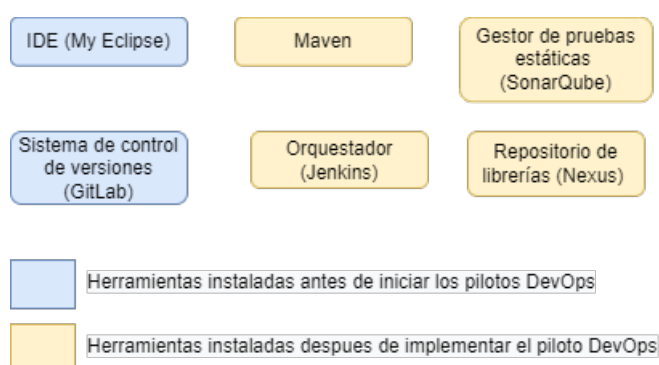 IDE (My Eclipse)
Maven
Gestor de pruebas
estáticas
(SonarQube)
Sistema de control
de versiones
(GitLab)
Orquestador
(Jenkins)
Repositorio de
librerías (Nexus)
Herramientas instaladas antes de iniciar los pilotos DevOps
Herramientas instaladas despues de implementar el piloto DevOps